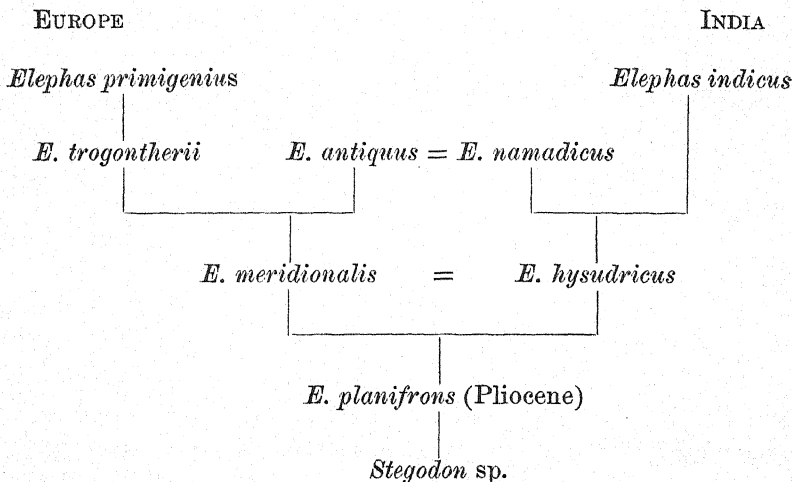 EUROPE INDIA
Elephas primigenius Elephas indicus
E. trogontherii E. antiquus = E. namadicus
E. meridionalis = E. hysudricus
E. planifrons (Pliocene)
Stegodon sp.